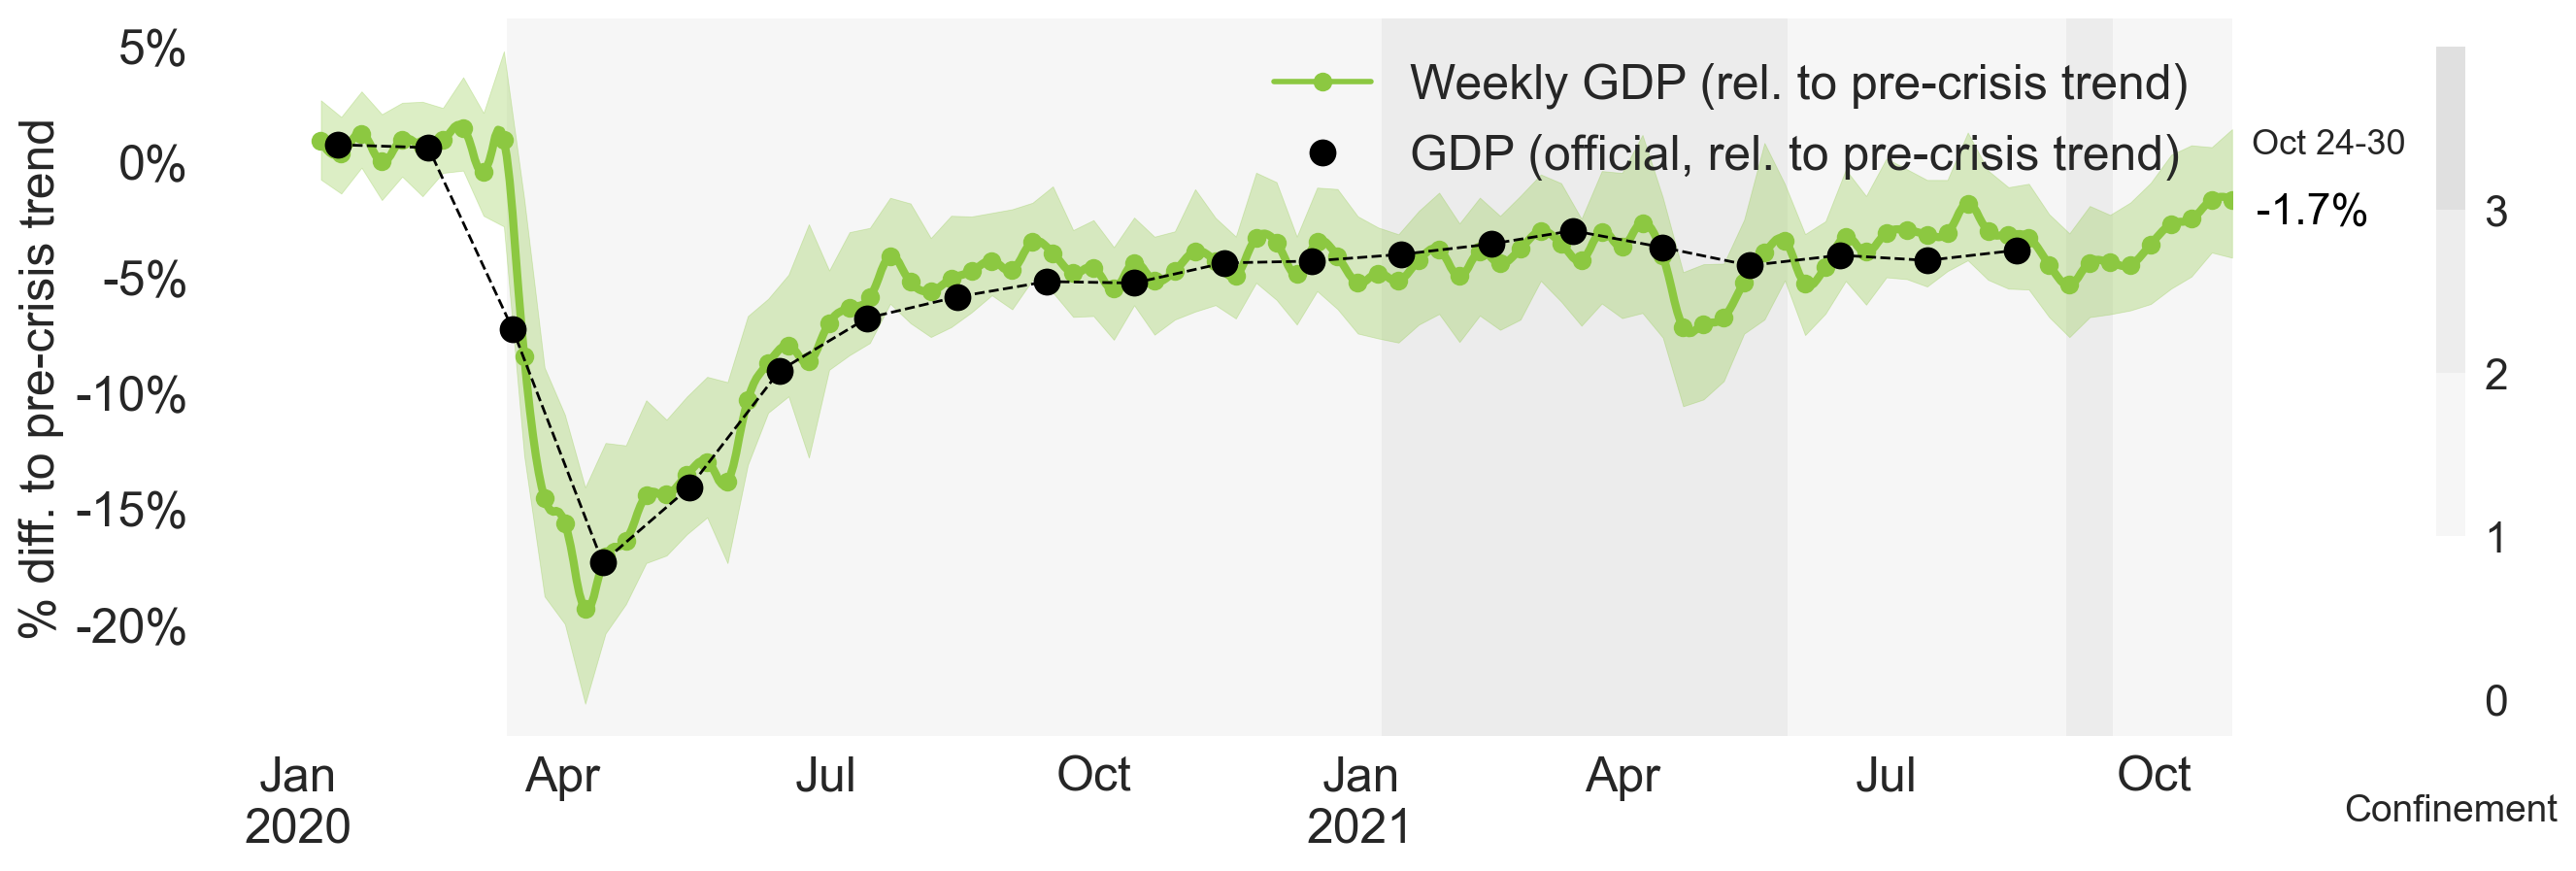 % diff. to pre-crisis trend
5%
0%
-5%
-10%
-15%
-20%
Weekly GDP (rel. to pre-crisis trend)
GDP (official, rel. to pre-crisis trend)
Oct 24-30
-1.7%
3
2
1
0
Jan Apr Jul Oct Jan Apr Jul Oct
2020 2021
Confinement